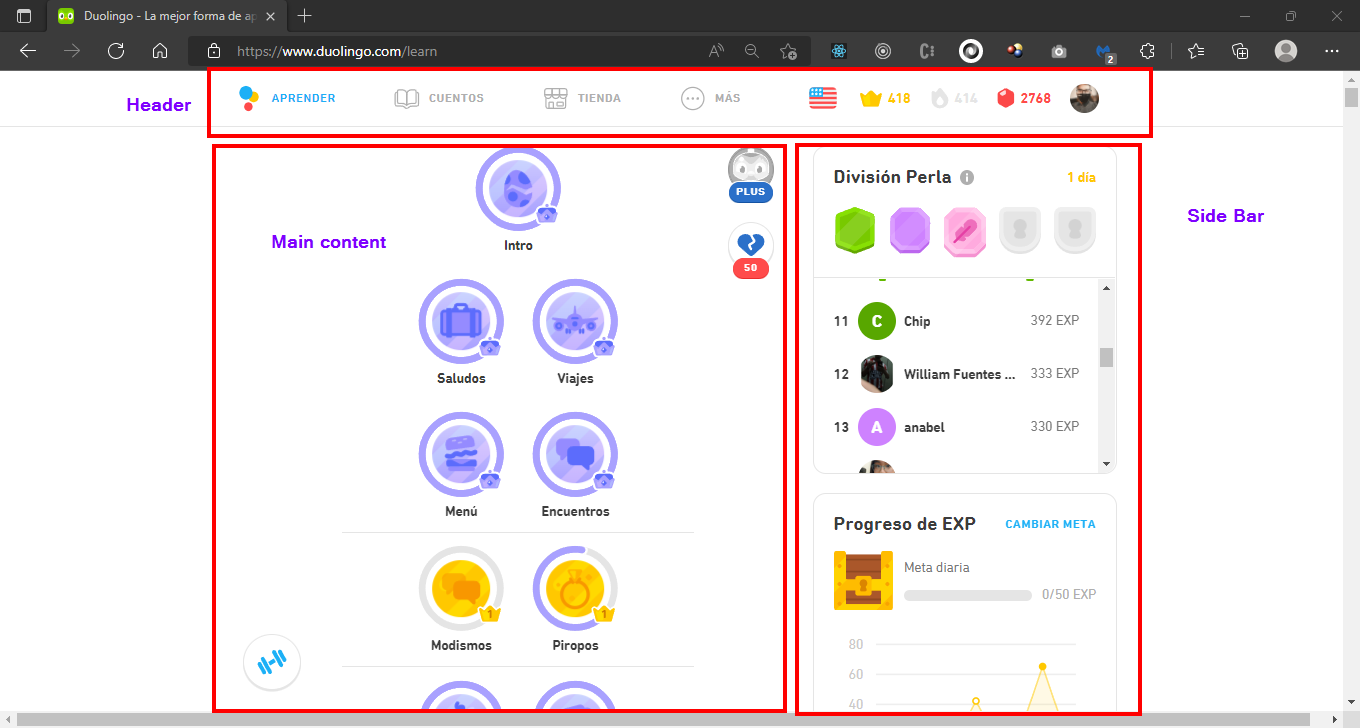 Duolingo - La mejor forma de ap
https://www.duolingo.com/learn
2
Header
APRENDER
CUENTOS
TIENDA
MÁS
418
414
2768
Main content
Intro
PLUS
50
Saludos
Viajes
Menú
Encuentros
1
1
Modismos
Piropos
División Perla
1 día
11 C Chip 392 EXP
12 William Fuentes ... 333 EXP
13 A anabel 330 EXP
Progreso de EXP
CAMBIAR META
Meta diaria
0/50 EXP
80
60
40
Side Bar